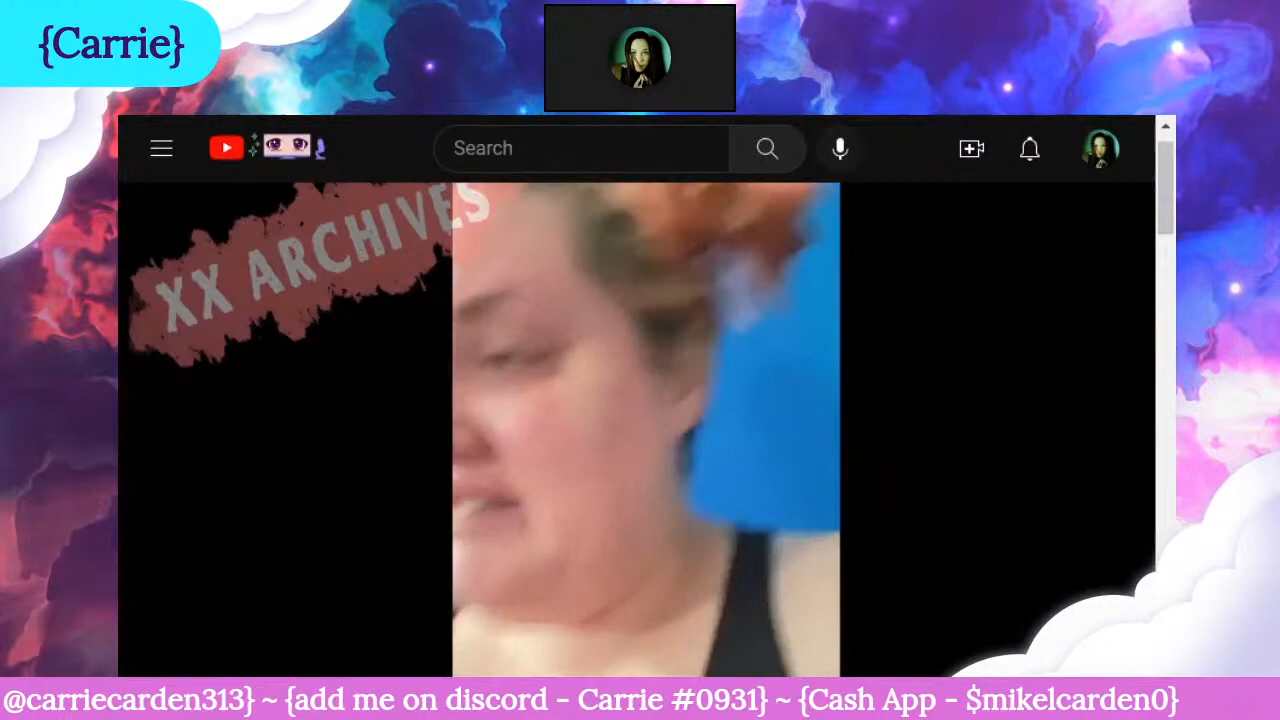 {Carrie}
Search
XX ARCHIVES
@carriecarden313} ~ {add me on discord - Carrie #0931} ~ {Cash App - $mikelcarden0}